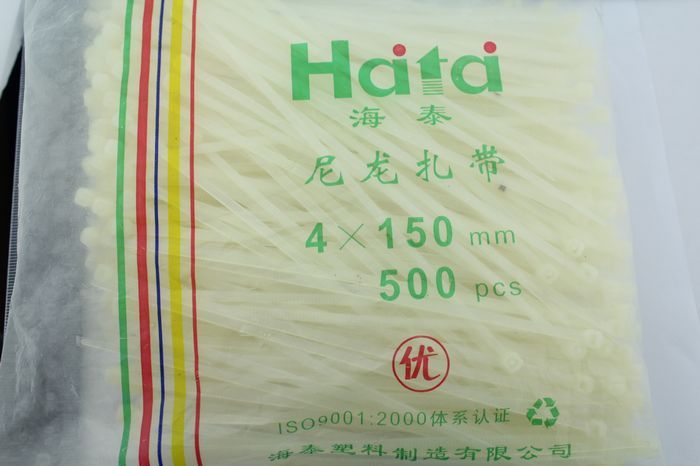 Haita
海泰
尼龙扎带
4×150 mm
500 pcs
优
ISO9001:2000体系认证
海泰塑料制造有限公司